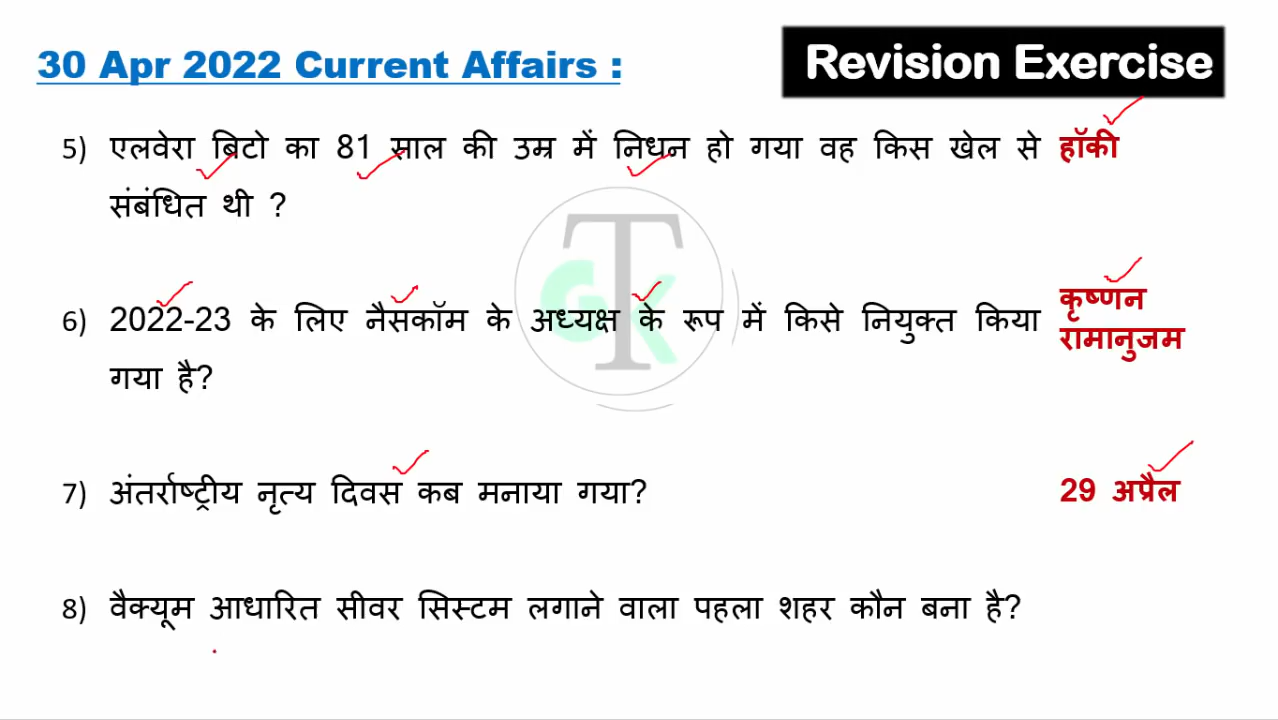 30 Apr 2022 Current Affairs :
Revision Exercise
5) एलवेरा बिटो का 81 साल की उम्र में निधन हो गया वह किस खेल से हॉकी
संबंधित थी ?
6) 2022-23 के लिए नैसकॉम के अध्यक्ष के रूप में किसे नियुक्त किया
गया है?
कृष्णन
रामानुजम
7) अंतर्राष्ट्रीय नृत्य दिवस कब मनाया गया? 29 अप्रैल
8) वैक्यूम आधारित सीवर सिस्टम लगाने वाला पहला शहर कौन बना है?
GTK